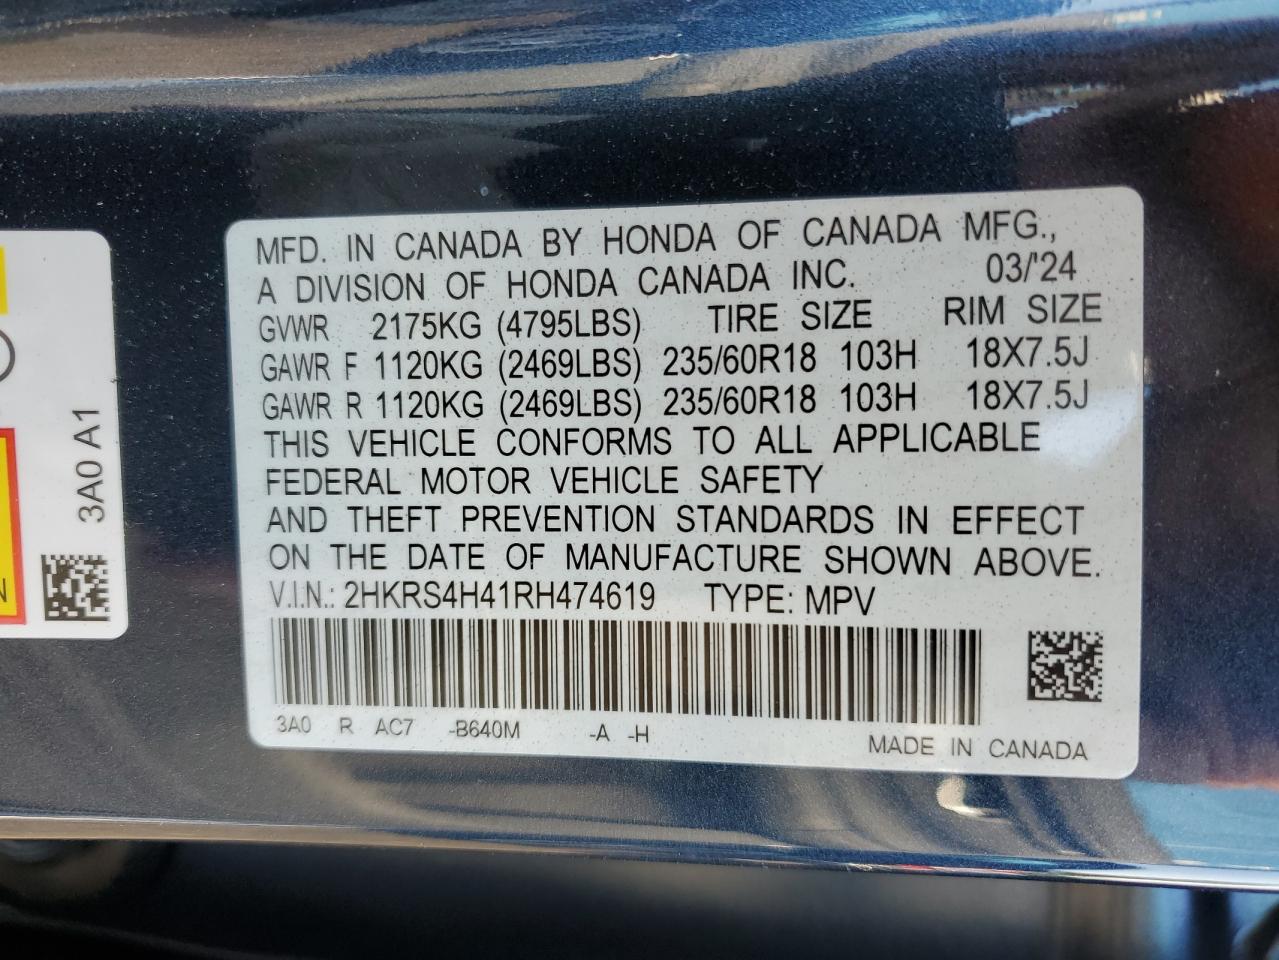 MFD. IN CANADA BY HONDA OF CANADA MFG.,
A DIVISION OF HONDA CANADA INC. 03/'24
GVWR 2175KG (4795LBS) TIRE SIZE RIM SIZE
GAWR F 1120KG (2469LBS) 235/60R18 103H 18X7.5J
GAWR R 1120KG (2469LBS) 235/60R18 103H 18X7.5J
THIS VEHICLE CONFORMS TO ALL APPLICABLE
FEDERAL MOTOR VEHICLE SAFETY
AND THEFT PREVENTION STANDARDS IN EFFECT
ON THE DATE OF MANUFACTURE SHOWN ABOVE.
V.I.N.: 2HKRS4H41RH474619 TYPE: MPV
3A0 R AC7 -B640M -A -H
MADE IN CANADA
3A0 A1